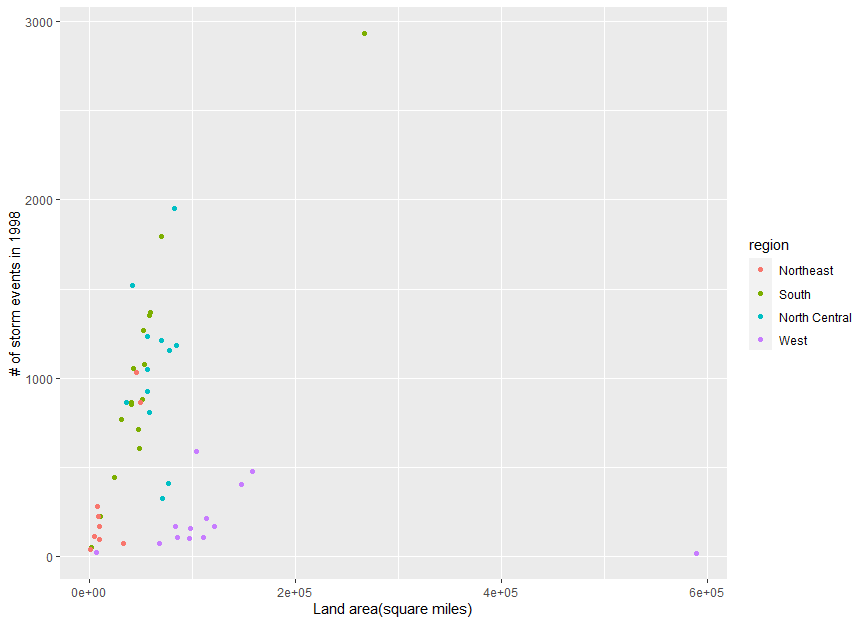 3000
2000
1000
0
# of storm events in 1998
0e+00
2e+05
4e+05
6e+05
Land area(square miles)
region
Northeast
South
North Central
West